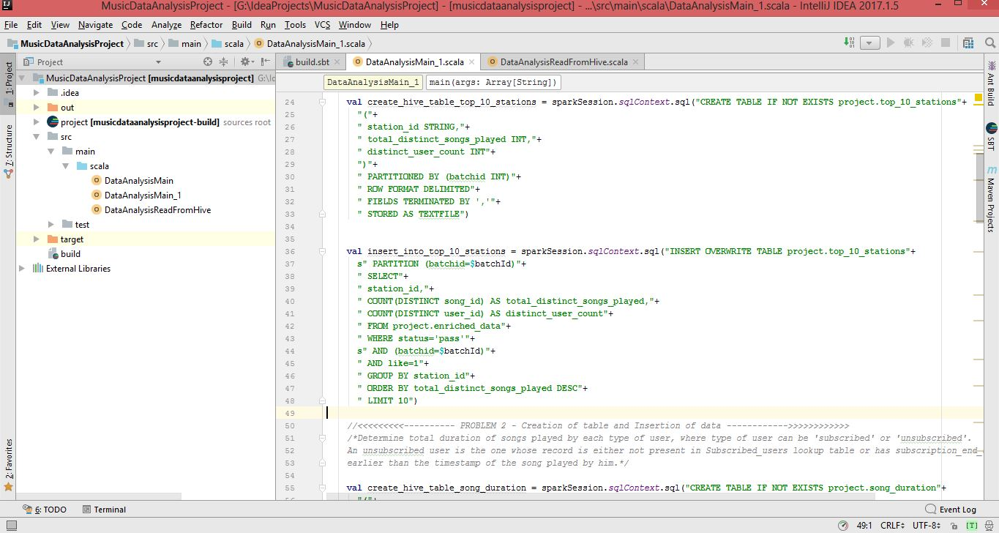 MusicDataAnalysisProject - [G:\IdeaProjects\MusicDataAnalysisProject] - [musicdataanalysisproject] - ...\src\main\scala\DataAnalysisMain_1.scala - IntelliJ IDEA 2017.1.5
File Edit View Navigate Code Analyze Refactor Build Run Tools VCS Window Help
MusicDataAnalysisProject src main scala DataAnalysisMain_1.scala
Project build.sbt DataAnalysisMain_1.scala DataAnalysisReadFromHive.scala
1: Project
7: Structure
2: Favorites
MusicDataAnalysisProject [musicdataanalysisproject]
.idea
out
project [musicdataanalysisproject-build] sources root
src
main
scala
DataAnalysisMain
DataAnalysisMain_1
DataAnalysisReadFromHive
test
target
build
External Libraries
DataAnalysisMain_1 main(args: Array[String])
24 val create_hive_table_top_10_stations = sparkSession.sqlContext.sql("CREATE TABLE IF NOT EXISTS project.top_10_stations"+
25 "("+
26 " station_id STRING,"+
27 " total_distinct_songs_played INT,"+
28 " distinct_user_count INT"+
29 ")"+
30 " PARTITIONED BY (batchid INT)"+
31 " ROW FORMAT DELIMITED"+
32 " FIELDS TERMINATED BY ','"+
33 " STORED AS TEXTFILE")
34
35
36 val insert_into_top_10_stations = sparkSession.sqlContext.sql("INSERT OVERWRITE TABLE project.top_10_stations"+
37 s" PARTITION (batchid=$batchId)"+
38 " SELECT"+
39 " station_id,"+
40 " COUNT(DISTINCT song_id) AS total_distinct_songs_played,"+
41 " COUNT(DISTINCT user_id) AS distinct_user_count"+
42 " FROM project.enriched_data"+
43 " WHERE status='pass'"+
44 s" AND (batchid=$batchId)"+
45 " AND like=1"+
46 " GROUP BY station_id"+
47 " ORDER BY total_distinct_songs_played DESC"+
48 " LIMIT 10")
49
50 //<<<<<<<<<---------- PROBLEM 2 - Creation of table and Insertion of data ------------>>>>>>>>>>>>
51 /*Determine total duration of songs played by each type of user, where type of user can be 'subscribed' or 'unsubscribed'.
52 An unsubscribed user is the one whose record is either not present in Subscribed_users lookup table or has subscription_end_
53 earlier than the timestamp of the song played by him.*/
54
55 val create_hive_table_song_duration = sparkSession.sqlContext.sql("CREATE TABLE IF NOT EXISTS project.song_duration"+
Ant Build
SBT
Maven Projects
6: TODO Terminal Event Log
49:1 CRLF UTF-8 [T]